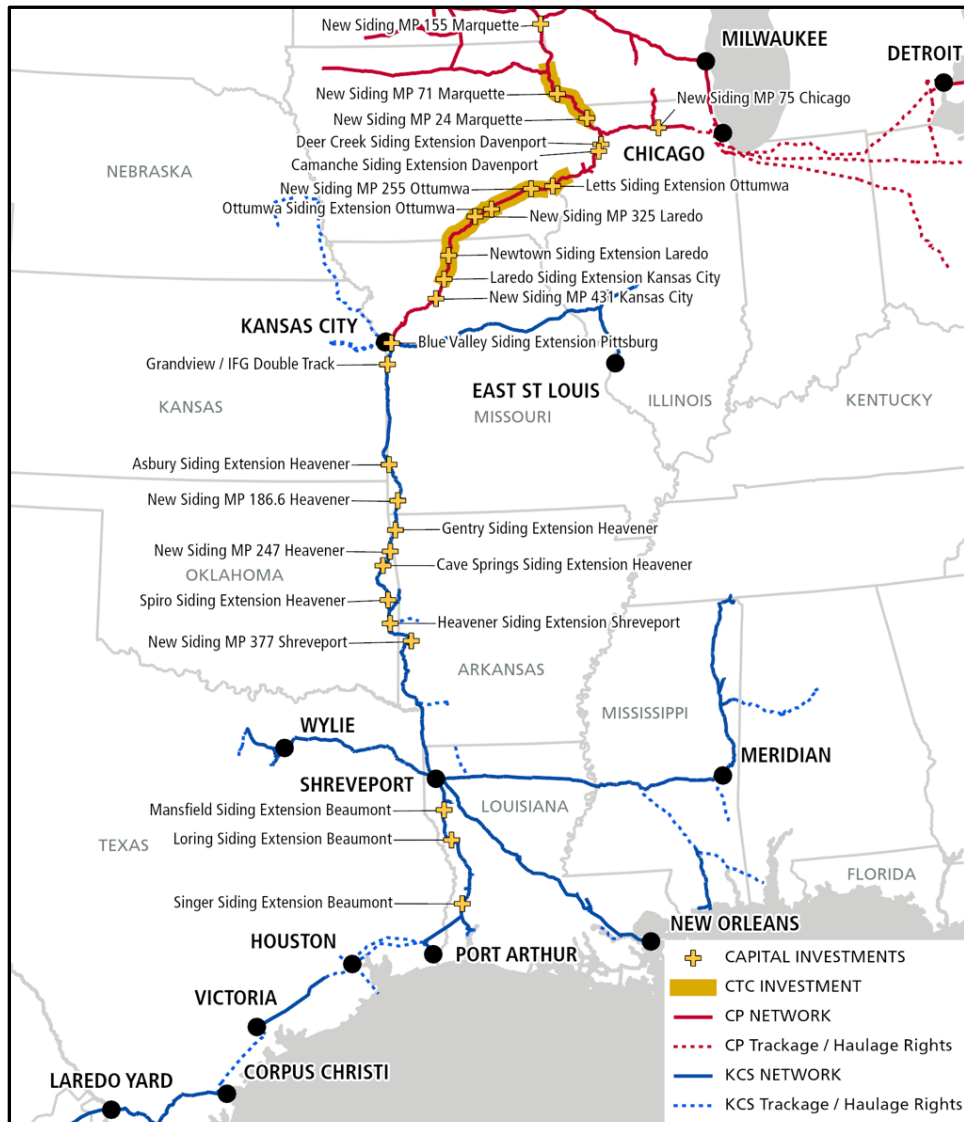 New Siding MP 155 Marquette
MILWAUKEE
DETROIT
New Siding MP 71 Marquette
New Siding MP 75 Chicago
New Siding MP 24 Marquette
Deer Creek Siding Extension Davenport
CHICAGO
Camanche Siding Extension Davenport
NEBRASKA
New Siding MP 255 Ottumwa
Letts Siding Extension Ottumwa
Ottumwa Siding Extension Ottumwa
New Siding MP 325 Laredo
Newtown Siding Extension Laredo
Laredo Siding Extension Kansas City
New Siding MP 431 Kansas City
KANSAS CITY
Blue Valley Siding Extension Pittsburg
Grandview / IFG Double Track
EAST ST LOUIS
KANSAS
MISSOURI
ILLINOIS
KENTUCKY
Asbury Siding Extension Heavener
New Siding MP 186.6 Heavener
Gentry Siding Extension Heavener
New Siding MP 247 Heavener
Cave Springs Siding Extension Heavener
OKLAHOMA
Spiro Siding Extension Heavener
Heavener Siding Extension Shreveport
New Siding MP 377 Shreveport
ARKANSAS
MISSISSIPPI
WYLIE
MERIDIAN
SHREVEPORT
LOUISIANA
Mansfield Siding Extension Beaumont
Loring Siding Extension Beaumont
TEXAS
FLORIDA
Singer Siding Extension Beaumont
NEW ORLEANS
HOUSTON
PORT ARTHUR
VICTORIA
CORPUS CHRISTI
LAREDO YARD
CAPITAL INVESTMENTS
CTC INVESTMENT
CP NETWORK
CP Trackage / Haulage Rights
KCS NETWORK
KCS Trackage / Haulage Rights